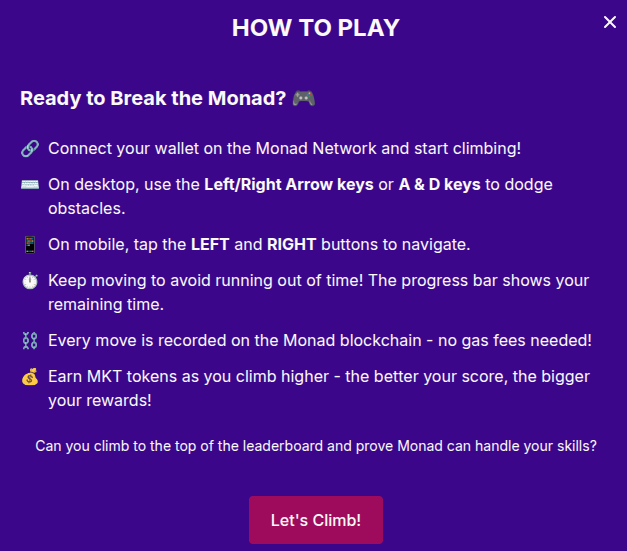 HOW TO PLAY
Ready to Break the Monad? 🎮
🔗 Connect your wallet on the Monad Network and start climbing!
⌨️ On desktop, use the Left/Right Arrow keys or A & D keys to dodge
obstacles.
📱 On mobile, tap the LEFT and RIGHT buttons to navigate.
⏱️ Keep moving to avoid running out of time! The progress bar shows your
remaining time.
⛓️ Every move is recorded on the Monad blockchain - no gas fees needed!
💰 Earn MKT tokens as you climb higher - the better your score, the bigger
your rewards!
Can you climb to the top of the leaderboard and prove Monad can handle your skills?
Let's Climb!